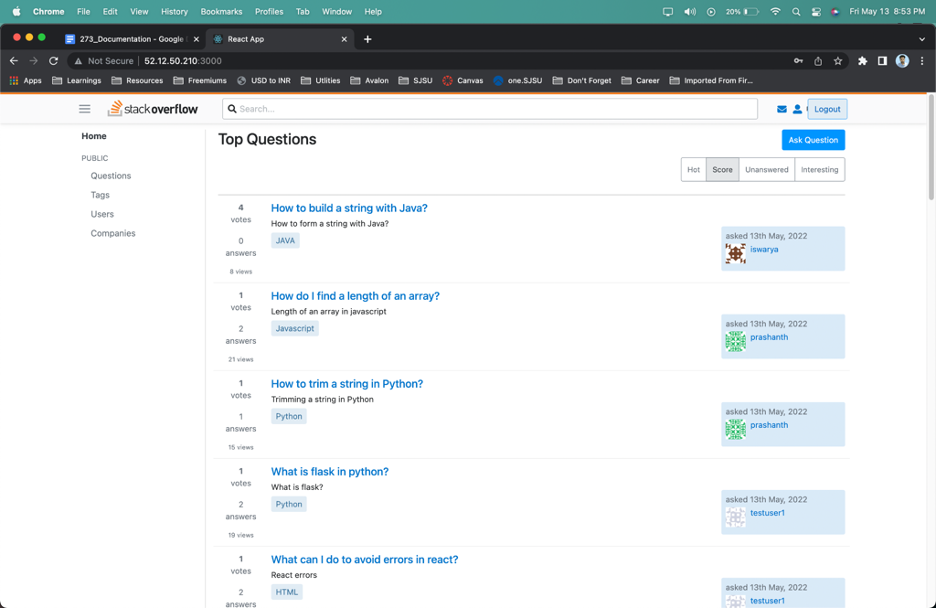 Chrome File Edit View History Bookmarks Profiles Tab Window Help 20% Fri May 13 8:53 PM
273_Documentation - Google React App
Not Secure 52.12.50.210:3000
Apps Learnings Resources Freemiums USD to INR Utlities Avalon SJSU Canvas one.SJSU Don't Forget Career Imported From Fir...
stackoverflow Search... Logout
Home
PUBLIC
Questions
Tags
Users
Companies
Top Questions
Ask Question
Hot Score Unanswered Interesting
4
votes
0
answers
8 views
How to build a string with Java?
How to form a string with Java?
JAVA
asked 13th May, 2022
iswarya
1
votes
2
answers
21 views
How do I find a length of an array?
Length of an array in javascript
Javascript
asked 13th May, 2022
prashanth
1
votes
1
answers
15 views
How to trim a string in Python?
Trimming a string in Python
Python
asked 13th May, 2022
prashanth
1
votes
2
answers
19 views
What is flask in python?
What is flask?
Python
asked 13th May, 2022
testuser1
1
votes
2
answers
What can I do to avoid errors in react?
React errors
HTML
asked 13th May, 2022
testuser1